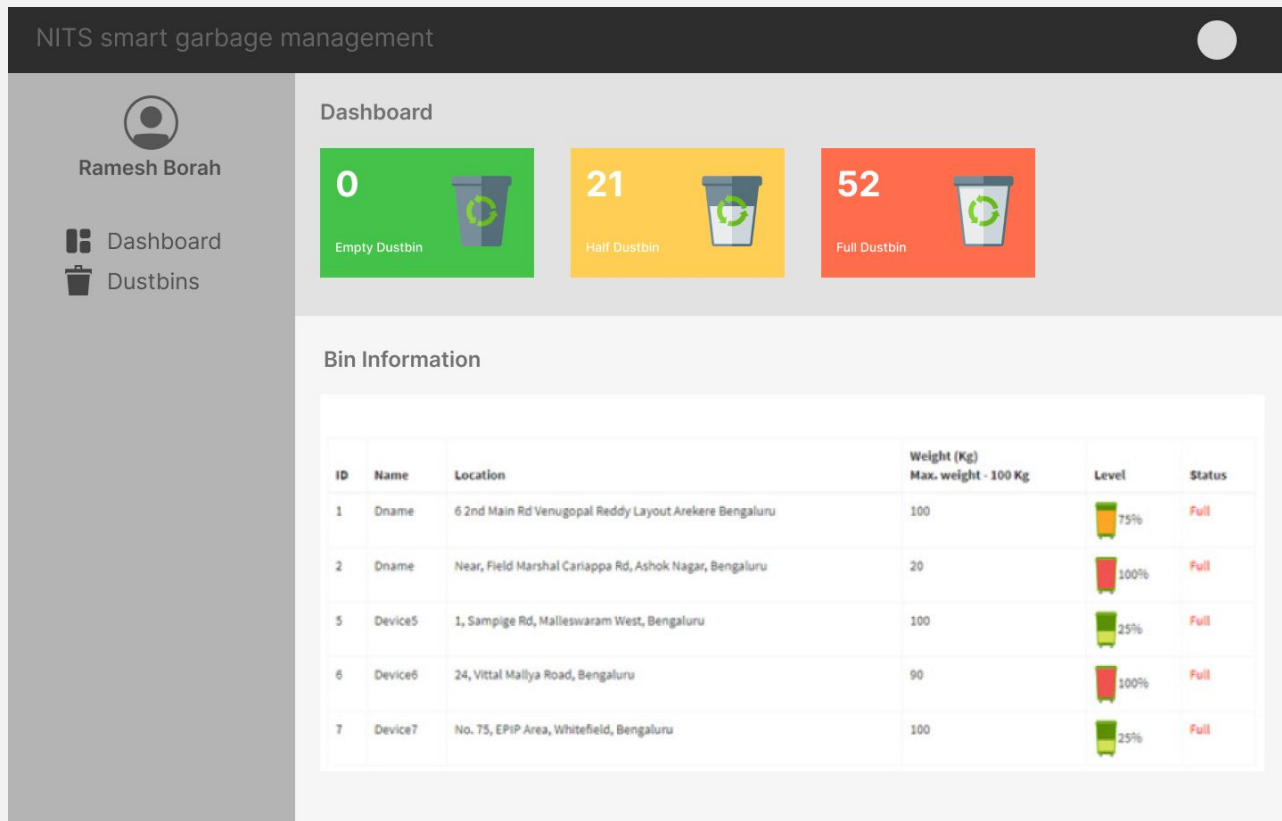 NITS smart garbage management
Ramesh Borah
Dashboard
Dustbins
Dashboard
0
Empty Dustbin
21
Half Dustbin
52
Full Dustbin
Bin Information
ID Name Location Weight (Kg) Max. weight - 100 Kg Level Status
1 Dname 6 2nd Main Rd Venugopal Reddy Layout Arekere Bengaluru 100 75% Full
2 Dname Near, Field Marshal Cariappa Rd, Ashok Nagar, Bengaluru 20 100% Full
5 Device5 1, Sampige Rd, Malleswaram West, Bengaluru 100 25% Full
6 Device6 24, Vittal Mallya Road, Bengaluru 90 100% Full
7 Device7 No. 75, EPIP Area, Whitefield, Bengaluru 100 25% Full